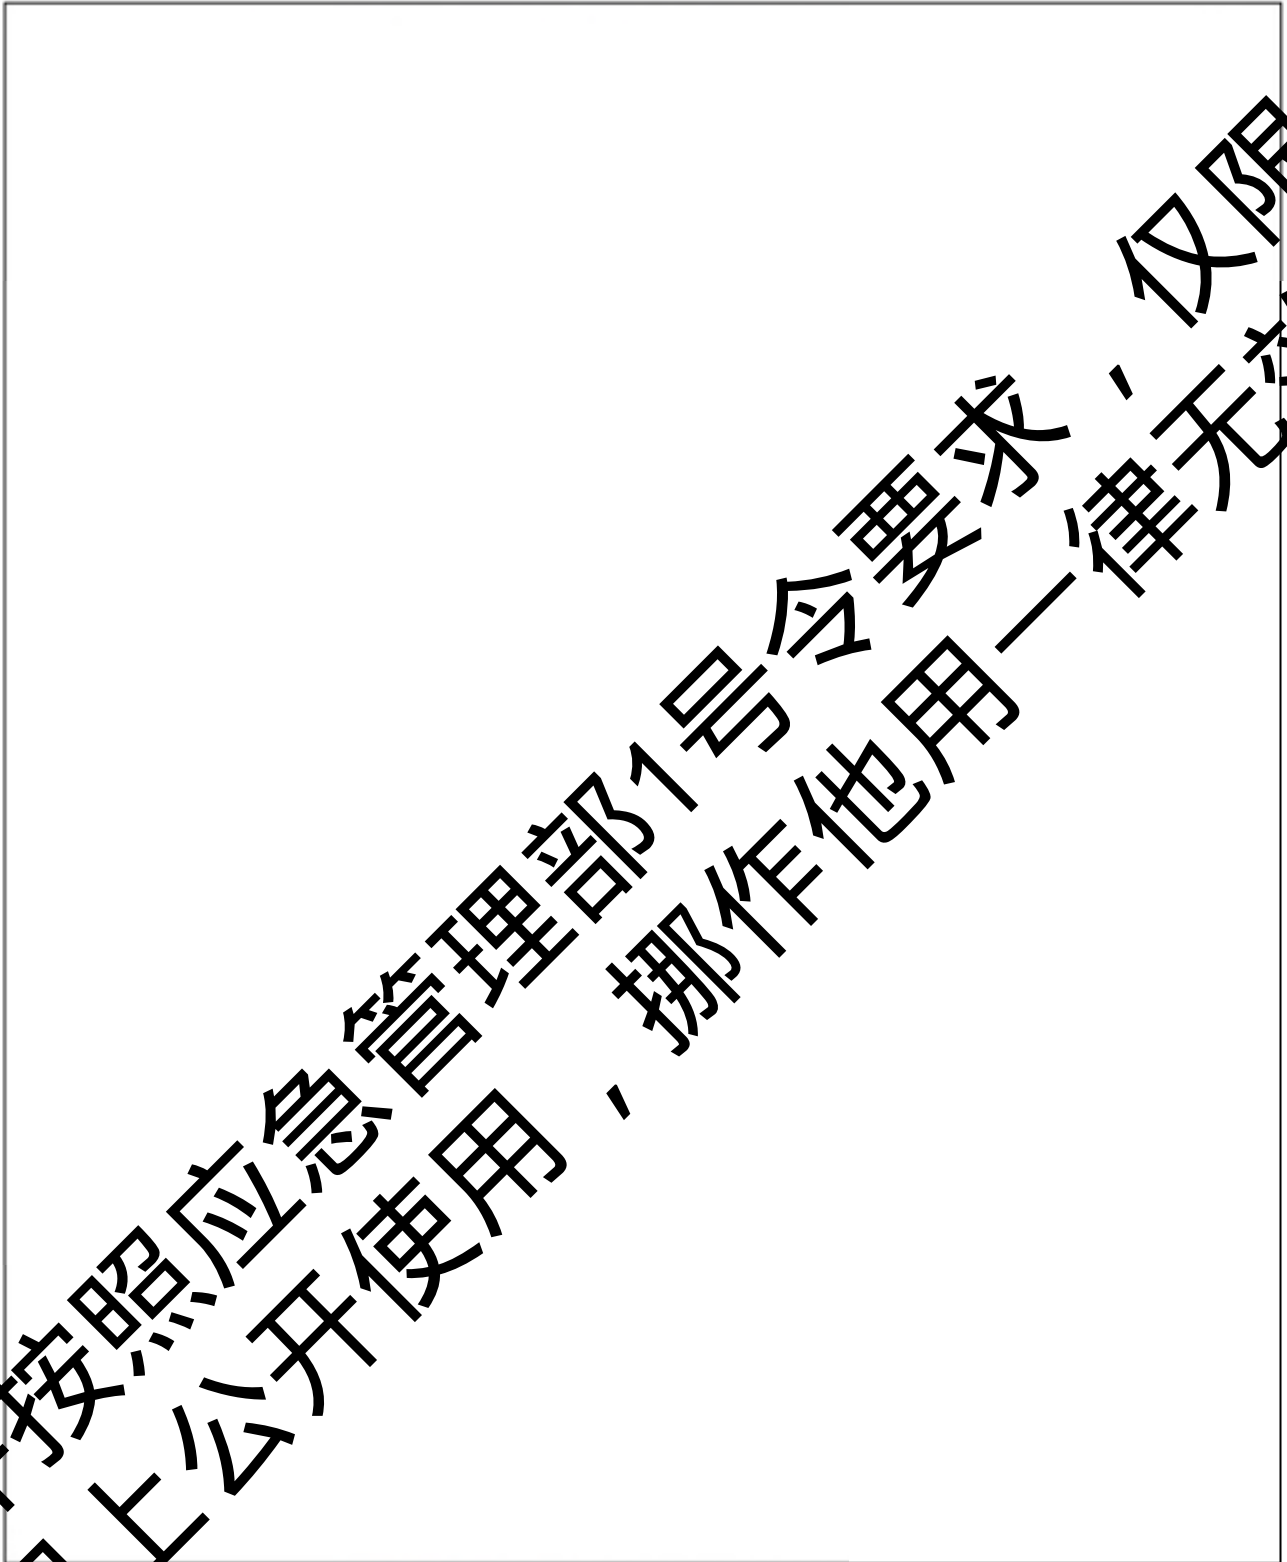 按照应急管理部1号令要求，仅限
上公开使用，挪作他用一律无效